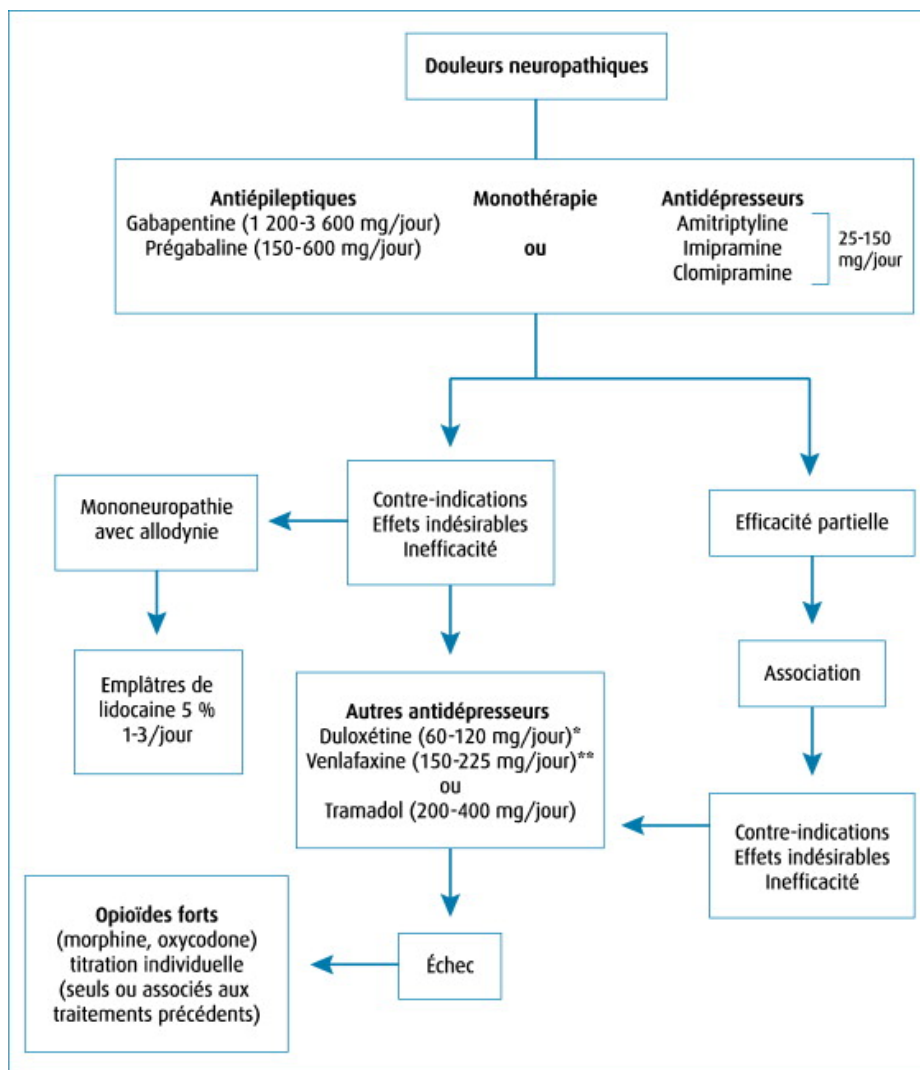 Douleurs neuropathiques
Antiépileptiques
Gabapentine (1 200-3 600 mg/jour)
Prégabaline (150-600 mg/jour)
Monothérapie
ou
Antidépresseurs
Amitriptyline
Imipramine
Clomipramine
25-150
mg/jour
Mononeuropathie
avec allodynie
Contre-indications
Effets indésirables
Inefficacité
Efficacité partielle
Emplâtres de
lidocaine 5 %
1-3/jour
Autres antidépresseurs
Duloxétine (60-120 mg/jour)*
Venlafaxine (150-225 mg/jour)**
ou
Tramadol (200-400 mg/jour)
Association
Contre-indications
Effets indésirables
Inefficacité
Opioïdes forts
(morphine, oxycodone)
titration individuelle
(seuls ou associés aux
traitements précédents)
Échec